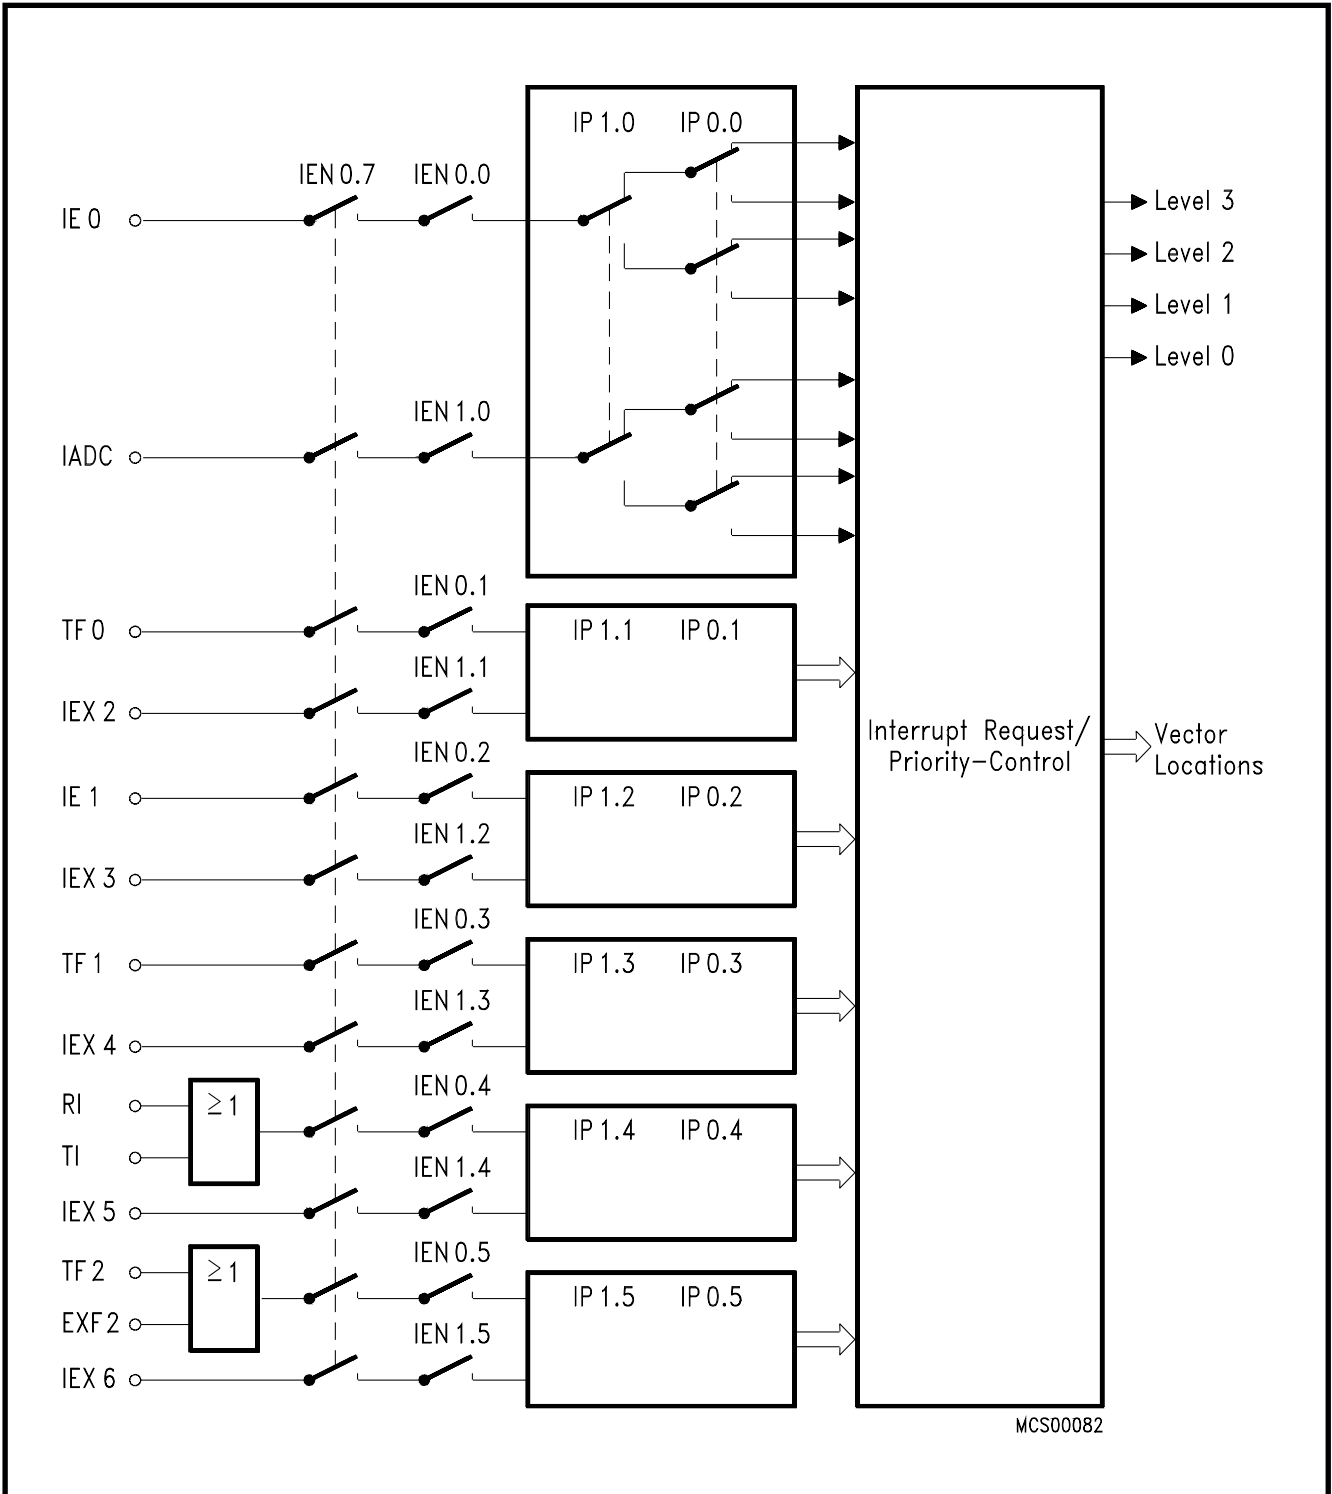 IP 1.0 IP 0.0
IEN 0.7 IEN 0.0
IE 0
Level 3
Level 2
Level 1
Level 0
IEN 1.0
IADC
IEN 0.1
TF 0
IP 1.1 IP 0.1
IEN 1.1
IEX 2
Interrupt Request/
Priority-Control
Vector
Locations
IEN 0.2
IE 1
IP 1.2 IP 0.2
IEN 1.2
IEX 3
IEN 0.3
TF 1
IP 1.3 IP 0.3
IEN 1.3
IEX 4
IEN 0.4
RI
≥1
TI
IP 1.4 IP 0.4
IEN 1.4
IEX 5
IEN 0.5
TF 2
≥1
EXF 2
IP 1.5 IP 0.5
IEN 1.5
IEX 6
MCS00082